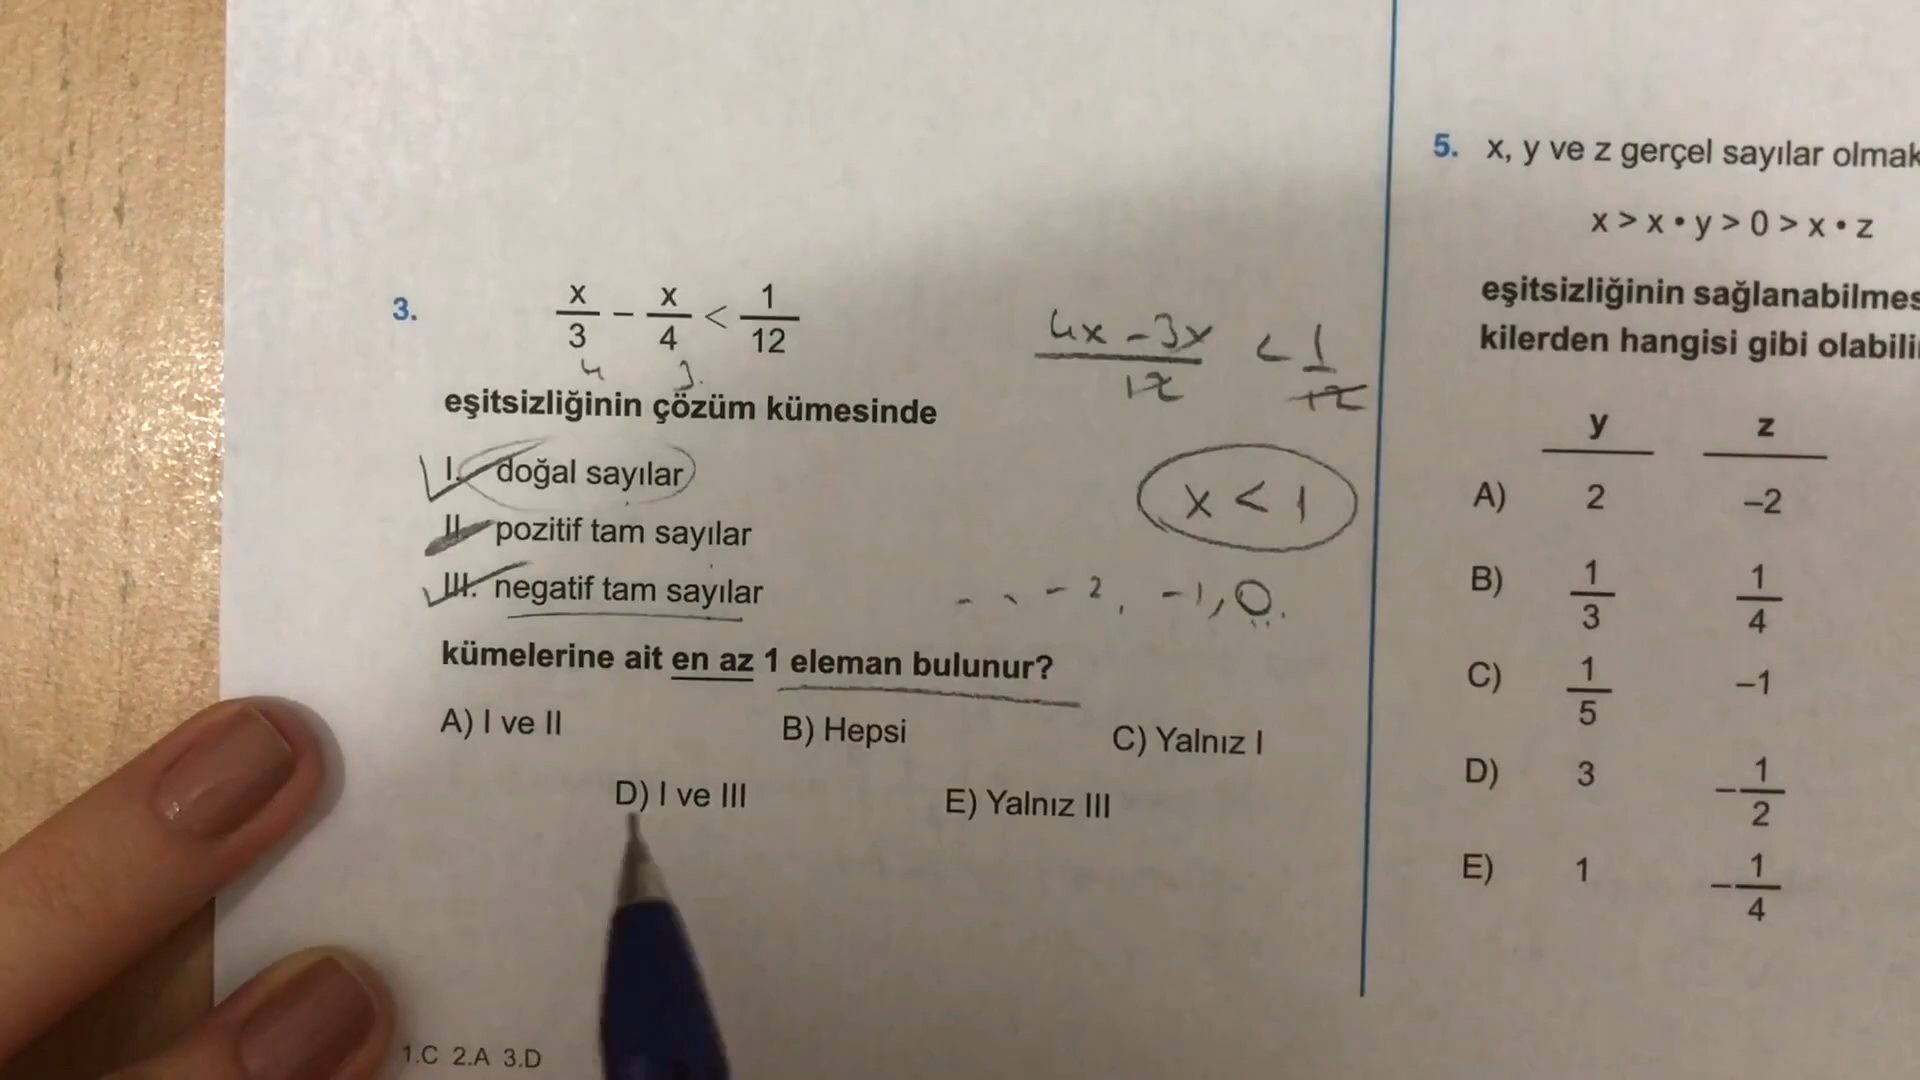 3. x/3 − x/4 < 1/12
4 3
eşitsizliğinin çözüm kümesinde
I. doğal sayılar
II. pozitif tam sayılar
III. negatif tam sayılar
kümelerine ait en az 1 eleman bulunur?
A) I ve II B) Hepsi C) Yalnız I
D) I ve III E) Yalnız III
4x − 3x / 12 < 1/12
x < 1
-2, -1, 0.
1.C 2.A 3.D
5. x, y ve z gerçel sayılar olmak
x > x • y > 0 > x • z
eşitsizliğinin sağlanabilmes
kilerden hangisi gibi olabili
y z
A) 2 −2
B) 1/3 1/4
C) 1/5 −1
D) 3 −1/2
E) 1 −1/4